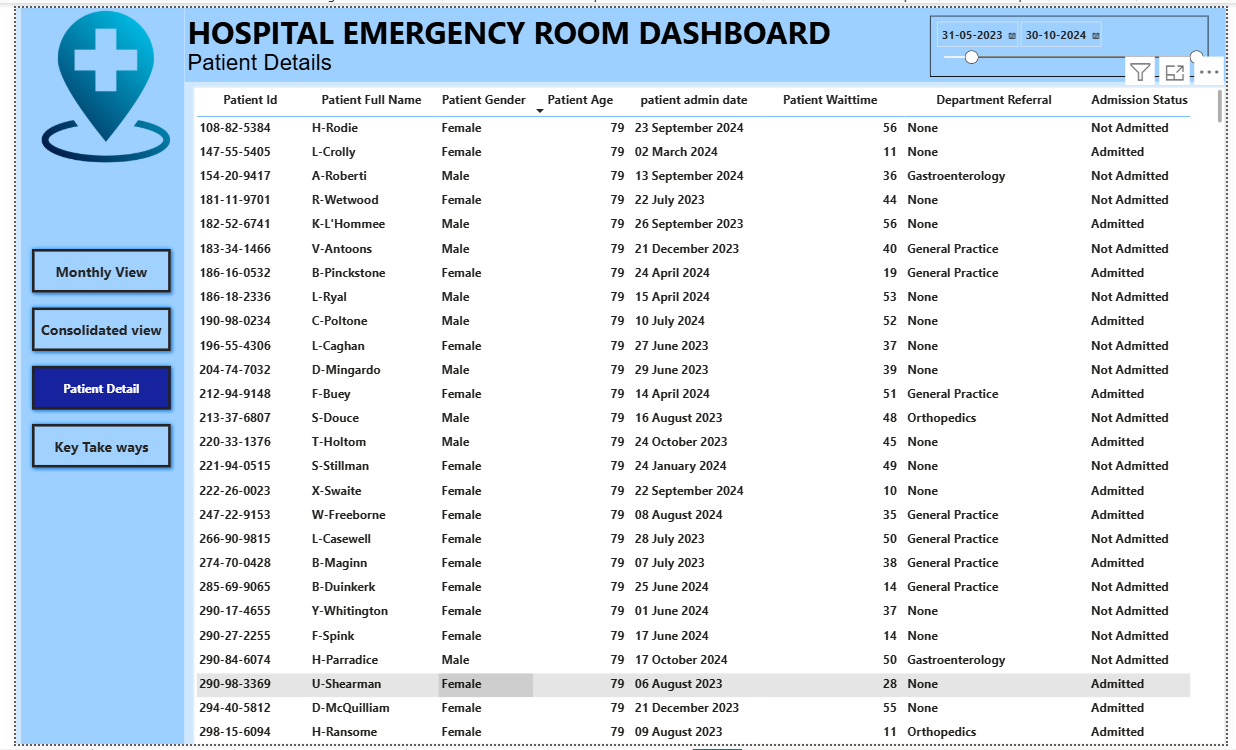 HOSPITAL EMERGENCY ROOM DASHBOARD
Patient Details
31-05-2023 30-10-2024
Monthly View
Consolidated view
Patient Detail
Key Take ways
Patient Id Patient Full Name Patient Gender Patient Age patient admin date Patient Waittime Department Referral Admission Status
108-82-5384 H-Rodie Female 79 23 September 2024 56 None Not Admitted
147-55-5405 L-Crolly Female 79 02 March 2024 11 None Admitted
154-20-9417 A-Roberti Male 79 13 September 2024 36 Gastroenterology Not Admitted
181-11-9701 R-Wetwood Female 79 22 July 2023 44 None Not Admitted
182-52-6741 K-L'Hommee Male 79 26 September 2023 56 None Admitted
183-34-1466 V-Antoons Male 79 21 December 2023 40 General Practice Not Admitted
186-16-0532 B-Pinckstone Female 79 24 April 2024 19 General Practice Admitted
186-18-2336 L-Ryal Male 79 15 April 2024 53 None Not Admitted
190-98-0234 C-Poltone Male 79 10 July 2024 52 None Admitted
196-55-4306 L-Caghan Female 79 27 June 2023 37 None Not Admitted
204-74-7032 D-Mingardo Male 79 29 June 2023 39 None Not Admitted
212-94-9148 F-Buey Female 79 14 April 2024 51 General Practice Admitted
213-37-6807 S-Douce Male 79 16 August 2023 48 Orthopedics Not Admitted
220-33-1376 T-Holtom Male 79 24 October 2023 45 None Admitted
221-94-0515 S-Stillman Female 79 24 January 2024 49 None Not Admitted
222-26-0023 X-Swaite Female 79 22 September 2024 10 None Admitted
247-22-9153 W-Freeborne Female 79 08 August 2024 35 General Practice Admitted
266-90-9815 L-Casewell Female 79 28 July 2023 50 General Practice Not Admitted
274-70-0428 B-Maginn Female 79 07 July 2023 38 General Practice Admitted
285-69-9065 B-Duinkerk Female 79 25 June 2024 14 General Practice Not Admitted
290-17-4655 Y-Whitington Female 79 01 June 2024 37 None Not Admitted
290-27-2255 F-Spink Female 79 17 June 2024 14 None Not Admitted
290-84-6074 H-Parradice Male 79 17 October 2024 50 Gastroenterology Not Admitted
290-98-3369 U-Shearman Female 79 06 August 2023 28 None Admitted
294-40-5812 D-McQuilliam Female 79 21 December 2023 55 None Admitted
298-15-6094 H-Ransome Female 79 09 August 2023 11 Orthopedics Admitted